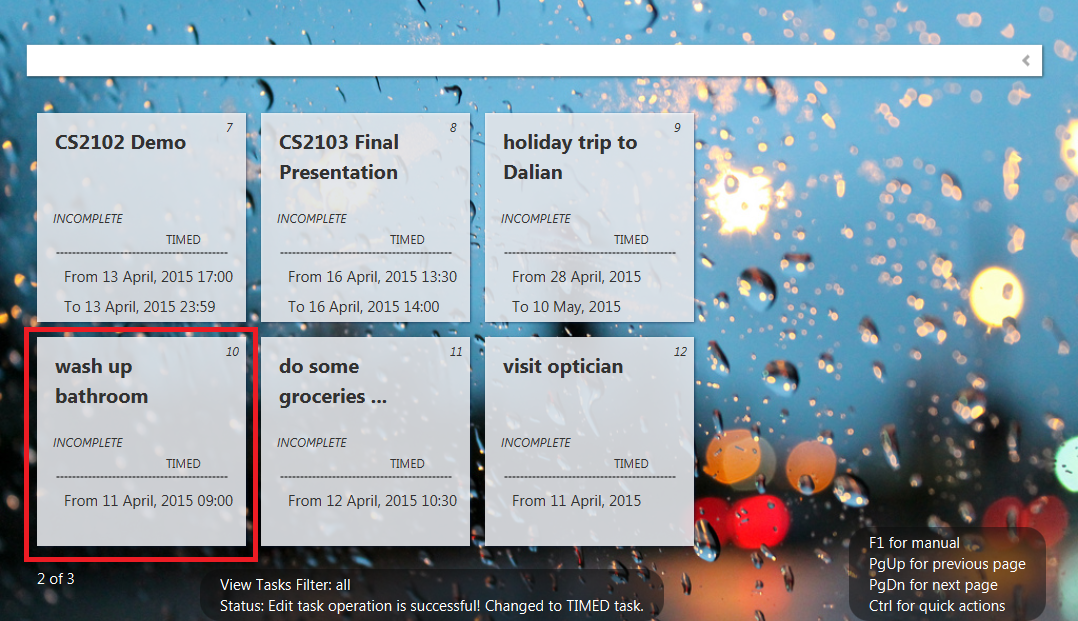 7
CS2102 Demo
INCOMPLETE
TIMED
From 13 April, 2015 17:00
To 13 April, 2015 23:59
8
CS2103 Final
Presentation
INCOMPLETE
TIMED
From 16 April, 2015 13:30
To 16 April, 2015 14:00
9
holiday trip to
Dalian
INCOMPLETE
TIMED
From 28 April, 2015
To 10 May, 2015
10
wash up
bathroom
INCOMPLETE
TIMED
From 11 April, 2015 09:00
11
do some
groceries ...
INCOMPLETE
TIMED
From 12 April, 2015 10:30
12
visit optician
INCOMPLETE
TIMED
From 11 April, 2015
2 of 3
View Tasks Filter: all
Status: Edit task operation is successful! Changed to TIMED task.
F1 for manual
PgUp for previous page
PgDn for next page
Ctrl for quick actions